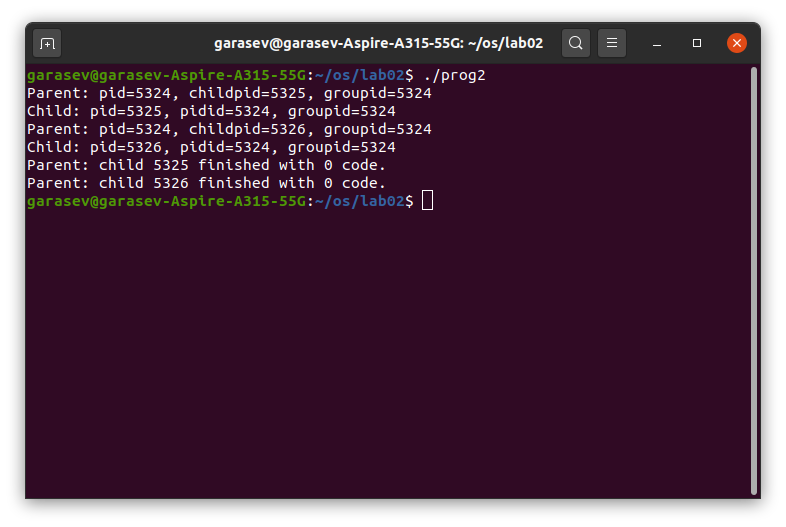 garasev@garasev-Aspire-A315-55G: ~/os/lab02
garasev@garasev-Aspire-A315-55G:~/os/lab02$ ./prog2
Parent: pid=5324, childpid=5325, groupid=5324
Child: pid=5325, pidid=5324, groupid=5324
Parent: pid=5324, childpid=5326, groupid=5324
Child: pid=5326, pidid=5324, groupid=5324
Parent: child 5325 finished with 0 code.
Parent: child 5326 finished with 0 code.
garasev@garasev-Aspire-A315-55G:~/os/lab02$